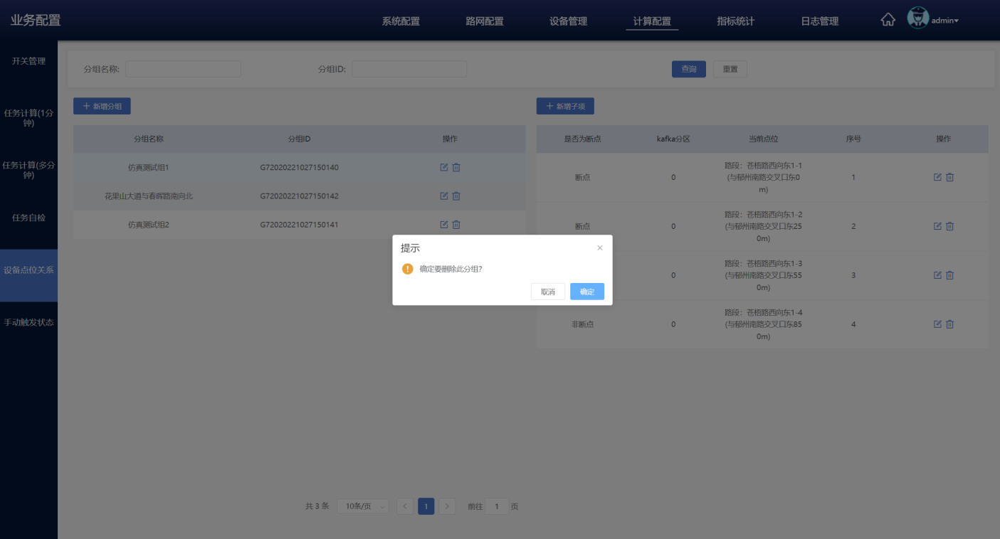 业务配置
系统配置
路网配置
设备管理
计算配置
指标统计
日志管理
admin
开关管理
任务计算(1分
钟)
任务计算(多分
钟)
任务自检
设备点位关系
手动触发状态
分组名称:
分组ID:
查询
重置
新增分组
分组名称 分组ID 操作
仿真测试组1 G72020221027150140
花果山大道与春晖路南向北 G72020221027150142
仿真测试组2 G72020221027150141
新增子项
是否为断点 kafka分区 当前点位 序号 操作
路段：苍梧路西向东1-1
断点 0 (与郁州南路交叉口东0 1
m)
路段：苍梧路西向东1-2
断点 0 (与郁州南路交叉口东25 2
0m)
路段：苍梧路西向东1-3
0 (与郁州南路交叉口东55 3
0m)
路段：苍梧路西向东1-4
非断点 0 (与郁州南路交叉口东85 4
0m)
提示
确定要删除此分组?
取消
确定
共 3 条 10条/页 1 前往 1 页